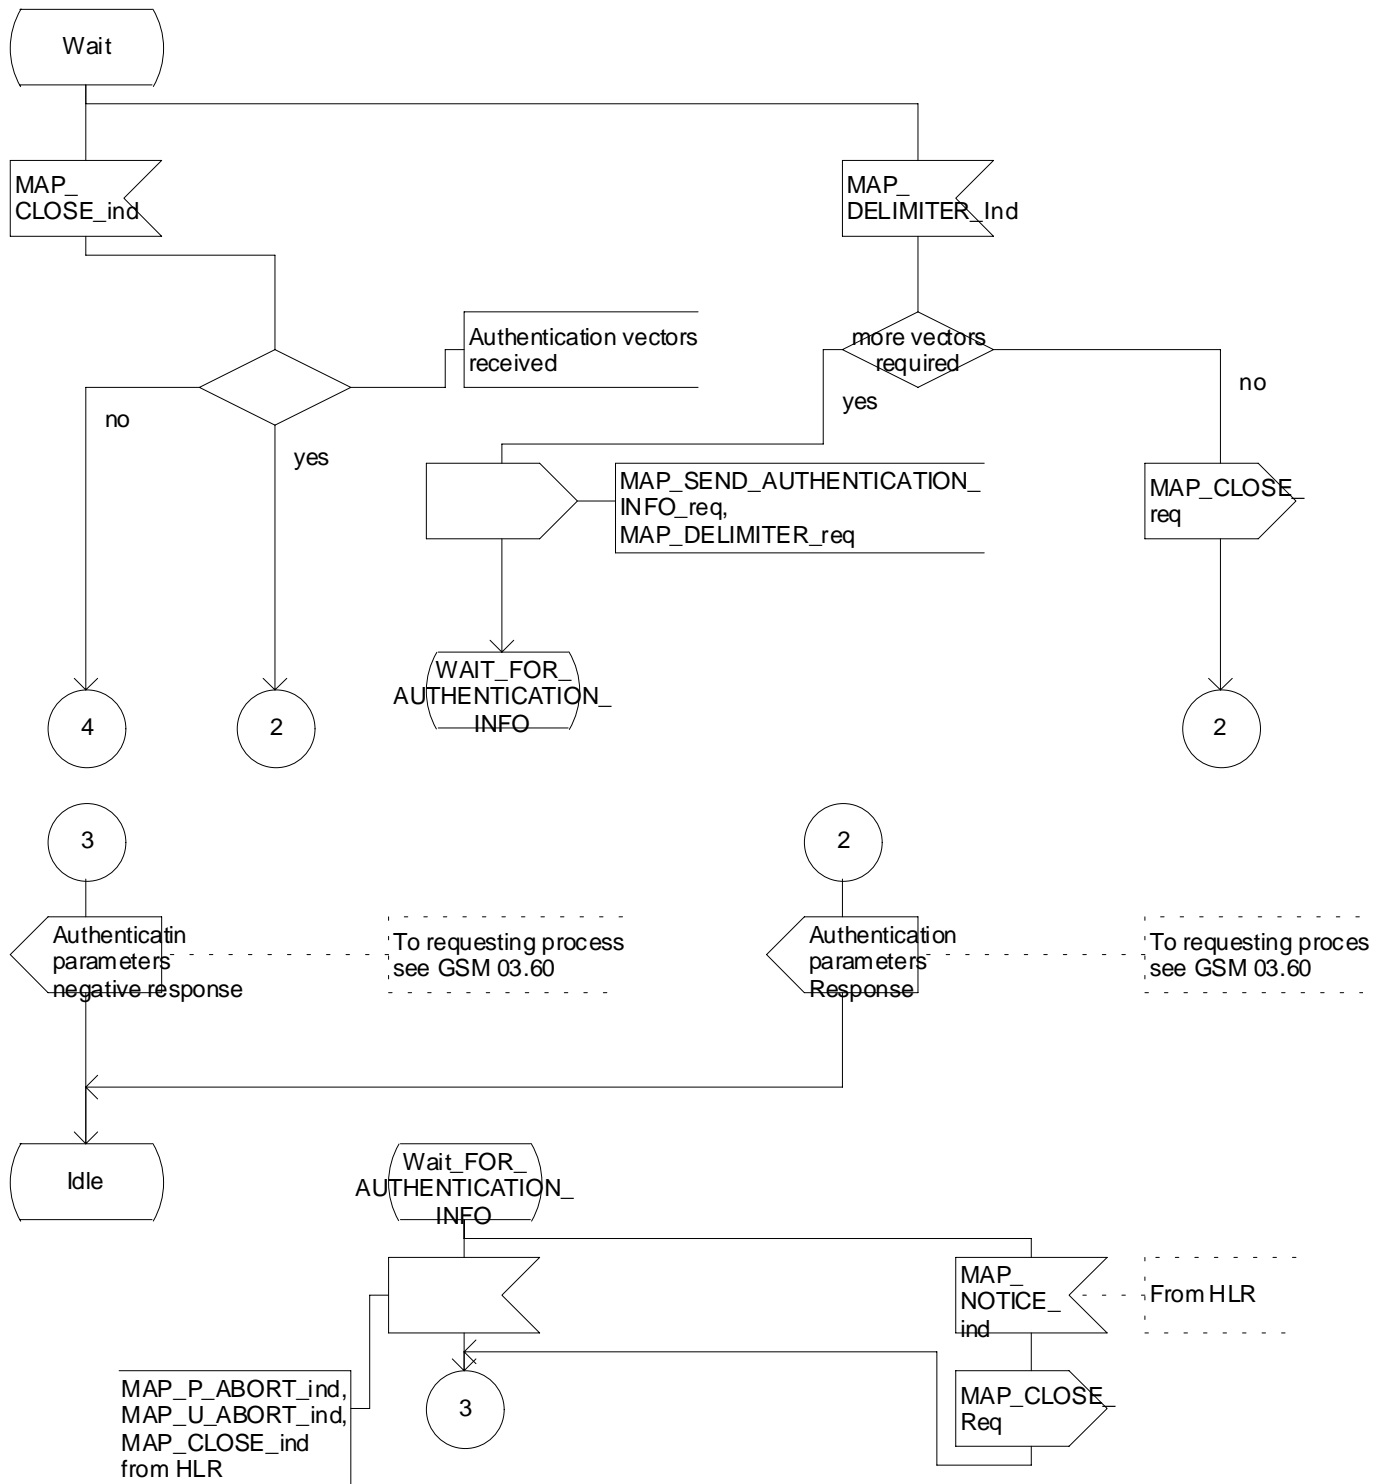 Wait
MAP_
CLOSE_ind
MAP_
DELIMITER_Ind
Authentication vectors
received
more vectors
required
no
yes
yes
no
MAP_SEND_AUTHENTICATION_
INFO_req,
MAP_DELIMITER_req
MAP_CLOSE_
req
WAIT_FOR_
AUTHENTICATION_
INFO
4
2
2
3
2
Authenticatin
parameters
negative response
To requesting process
see GSM 03.60
Authentication
parameters
Response
To requesting proces
see GSM 03.60
Idle
Wait_FOR_
AUTHENTICATION_
INFO
MAP_
NOTICE_
ind
From HLR
MAP_P_ABORT_ind,
MAP_U_ABORT_ind,
MAP_CLOSE_ind
from HLR
3
MAP_CLOSE_
Req